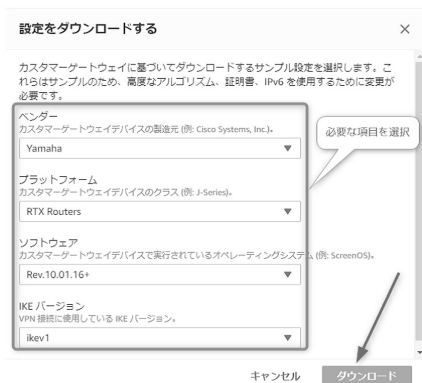 設定をダウンロードする
×
カスタマーゲートウェイに基づいてダウンロードするサンプル設定を選択します。こ
れらはサンプルのため、高度なアルゴリズム、証明書、IPv6 を使用するために変更が
必要です。
ベンダー
カスタマーゲートウェイデバイスの製造元 (例: Cisco Systems, Inc.)。
Yamaha
必要な項目を選択
プラットフォーム
カスタマーゲートウェイデバイスのクラス (例: J-Series)。
RTX Routers
ソフトウェア
カスタマーゲートウェイデバイスで実行されているオペレーティングシステム (例: ScreenOS)。
Rev.10.01.16+
IKE バージョン
VPN 接続に使用している IKE バージョン。
ikev1
キャンセル
ダウンロード